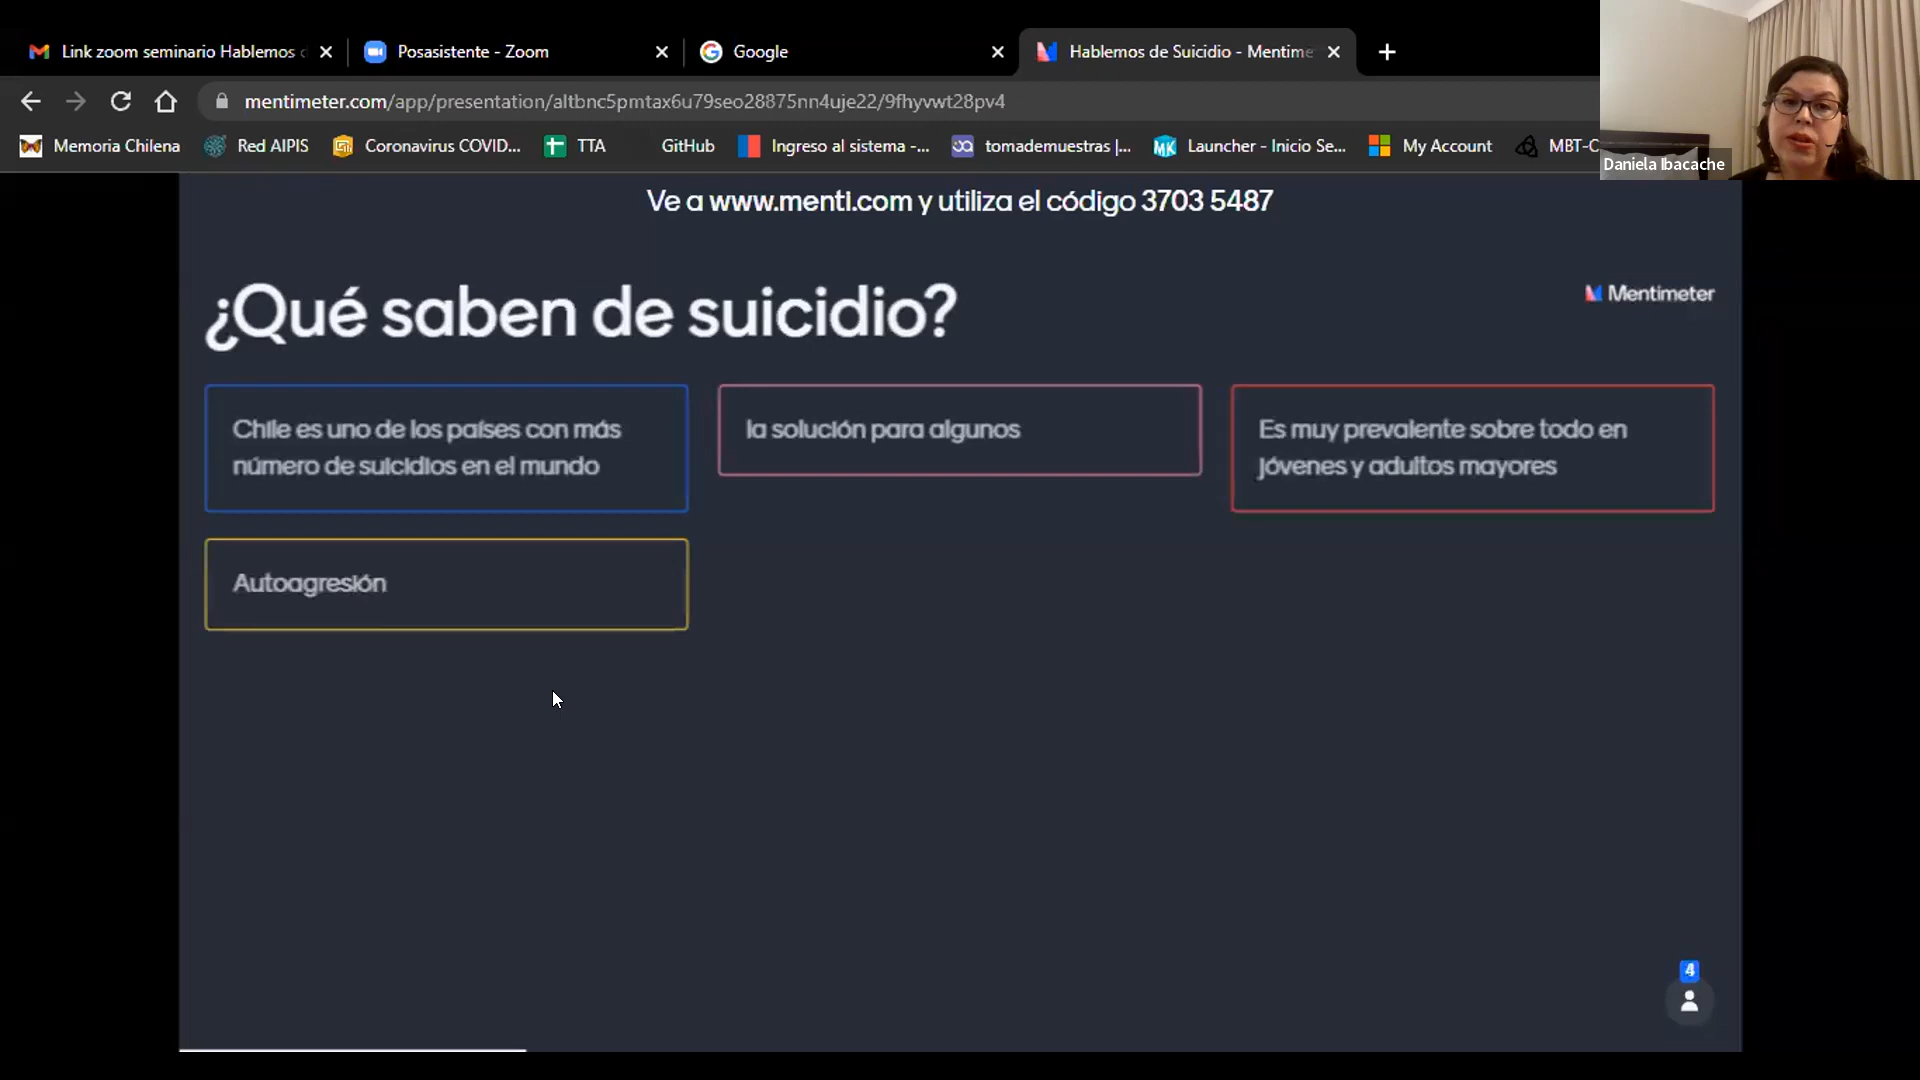 Link zoom seminario Hablemos
Posasistente - Zoom
Google
Hablemos de Suicidio - Mentime
mentimeter.com/app/presentation/altbnc5pmtax6u79seo28875nn4uje22/9fhyvwt28pv4
Memoria Chilena
Red AIPIS
Coronavirus COVID...
TTA
GitHub
Ingreso al sistema -...
tomademuestras |...
MK
Launcher - Inicio Se...
My Account
MBT-C
Daniela Ibacache
Ve a www.menti.com y utiliza el código 3703 5487
¿Qué saben de suicidio?
Mentimeter
Chile es uno de los países con más
número de suicidios en el mundo
la solución para algunos
Es muy prevalente sobre todo en
jóvenes y adultos mayores
Autoagresión
4